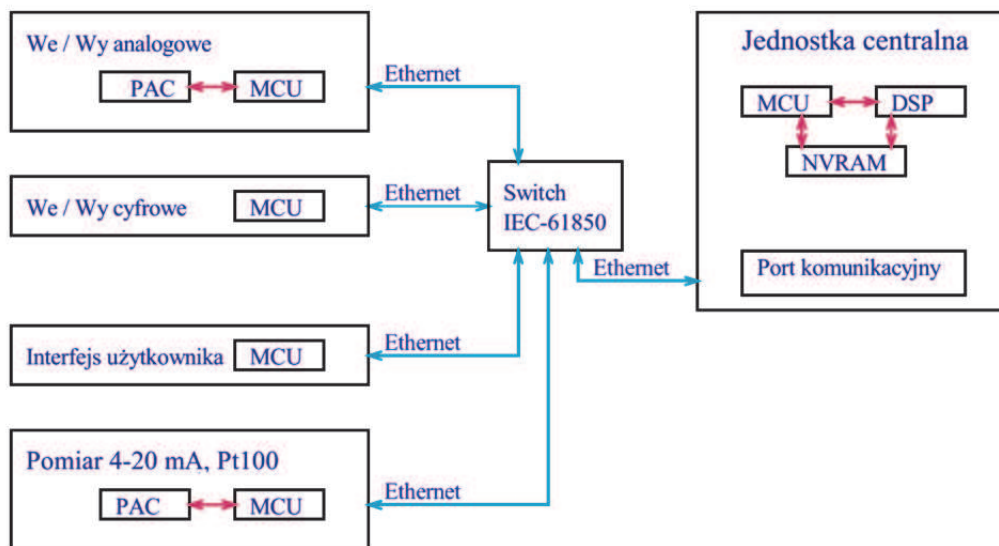 We / Wy analogowe
PAC
MCU
Ethernet
We / Wy cyfrowe
MCU
Ethernet
Interfejs użytkownika
MCU
Ethernet
Pomiar 4-20 mA, Pt100
PAC
MCU
Ethernet
Switch
IEC-61850
Ethernet
Jednostka centralna
MCU
DSP
NVRAM
Port komunikacyjny